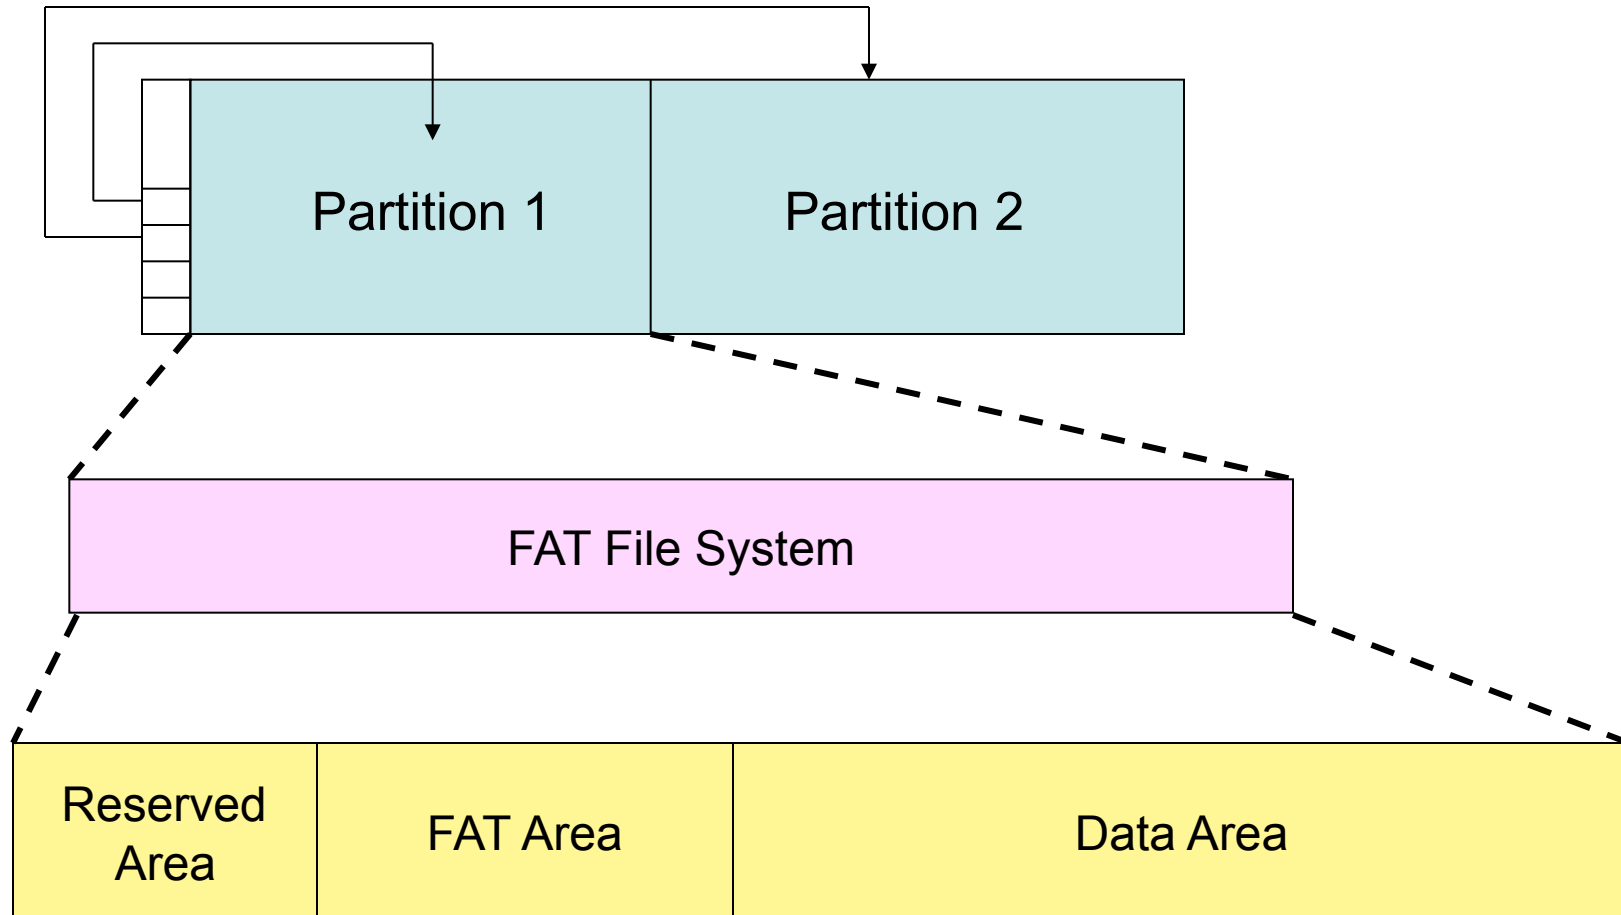 Partition 1
Partition 2
FAT File System
Reserved
Area
FAT Area
Data Area